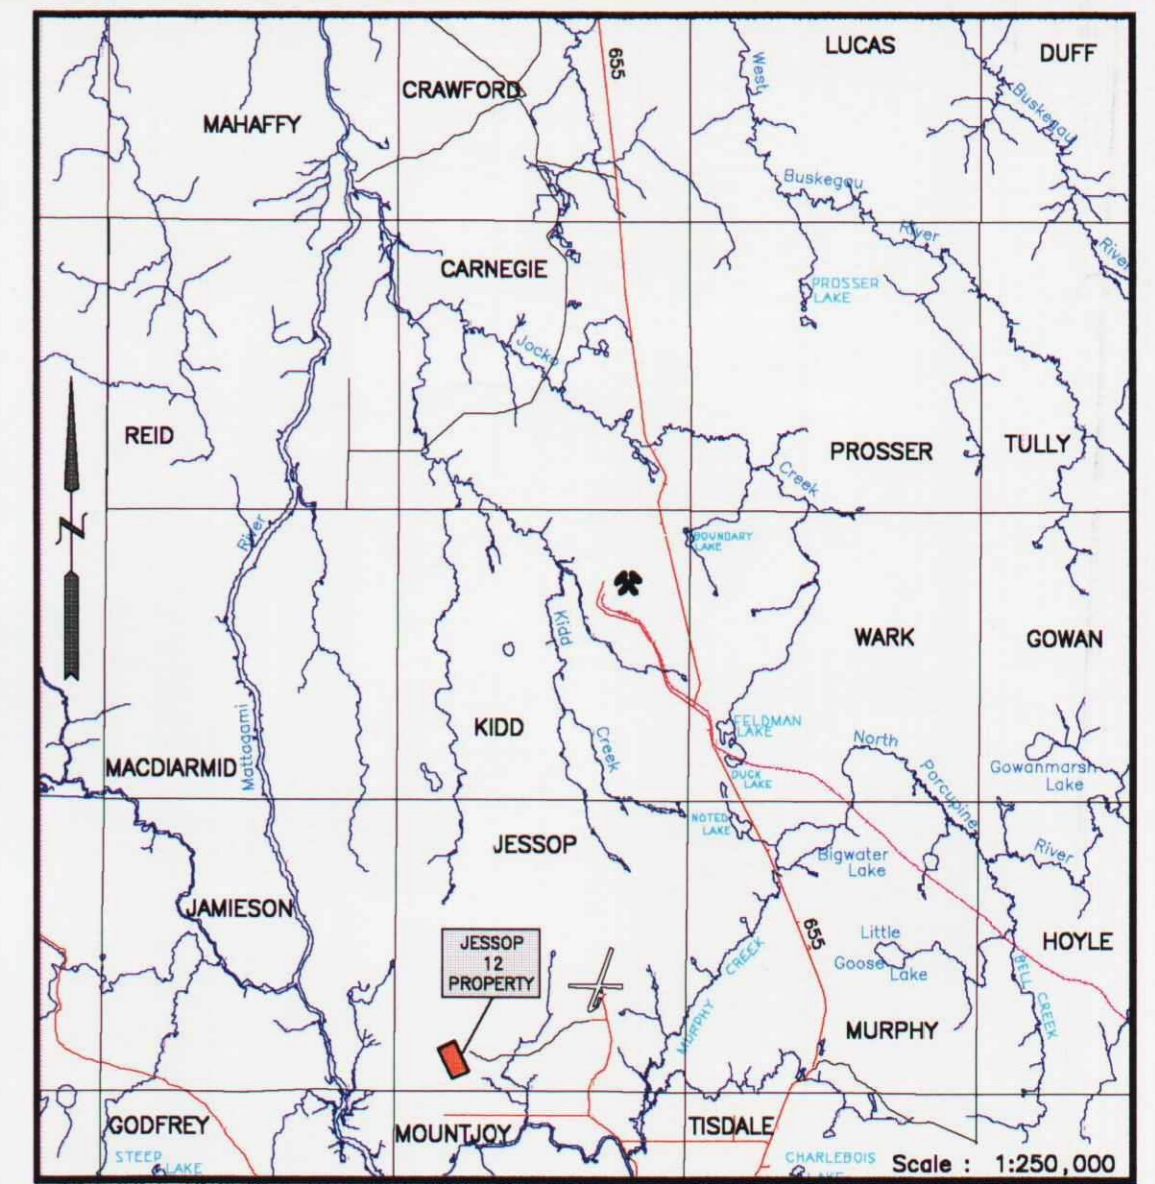 LUCAS
DUFF
655
West
CRAWFORD
Buskegau
MAHAFFY
Buskegau
River
River
CARNEGIE
PROSSER
LAKE
Jocko
REID
PROSSER
TULLY
Creek
N
River
BOUNDARY
LAKE
Kidd
WARK
GOWAN
KIDD
FELDMAN
LAKE
Mattagami
Creek
North
MACDIARMID
DUCK
LAKE
Gowanmarsh
Lake
Porcupine
NOTED
LAKE
JESSOP
Bigwater
Lake
River
JAMIESON
655
Little
Goose Lake
HOYLE
JESSOP
12
PROPERTY
MURPHY CREEK
BELL CREEK
MURPHY
GODFREY
MOUNTJOY
TISDALE
STEEP
LAKE
CHARLEBOIS
LAKE
Scale : 1:250,000